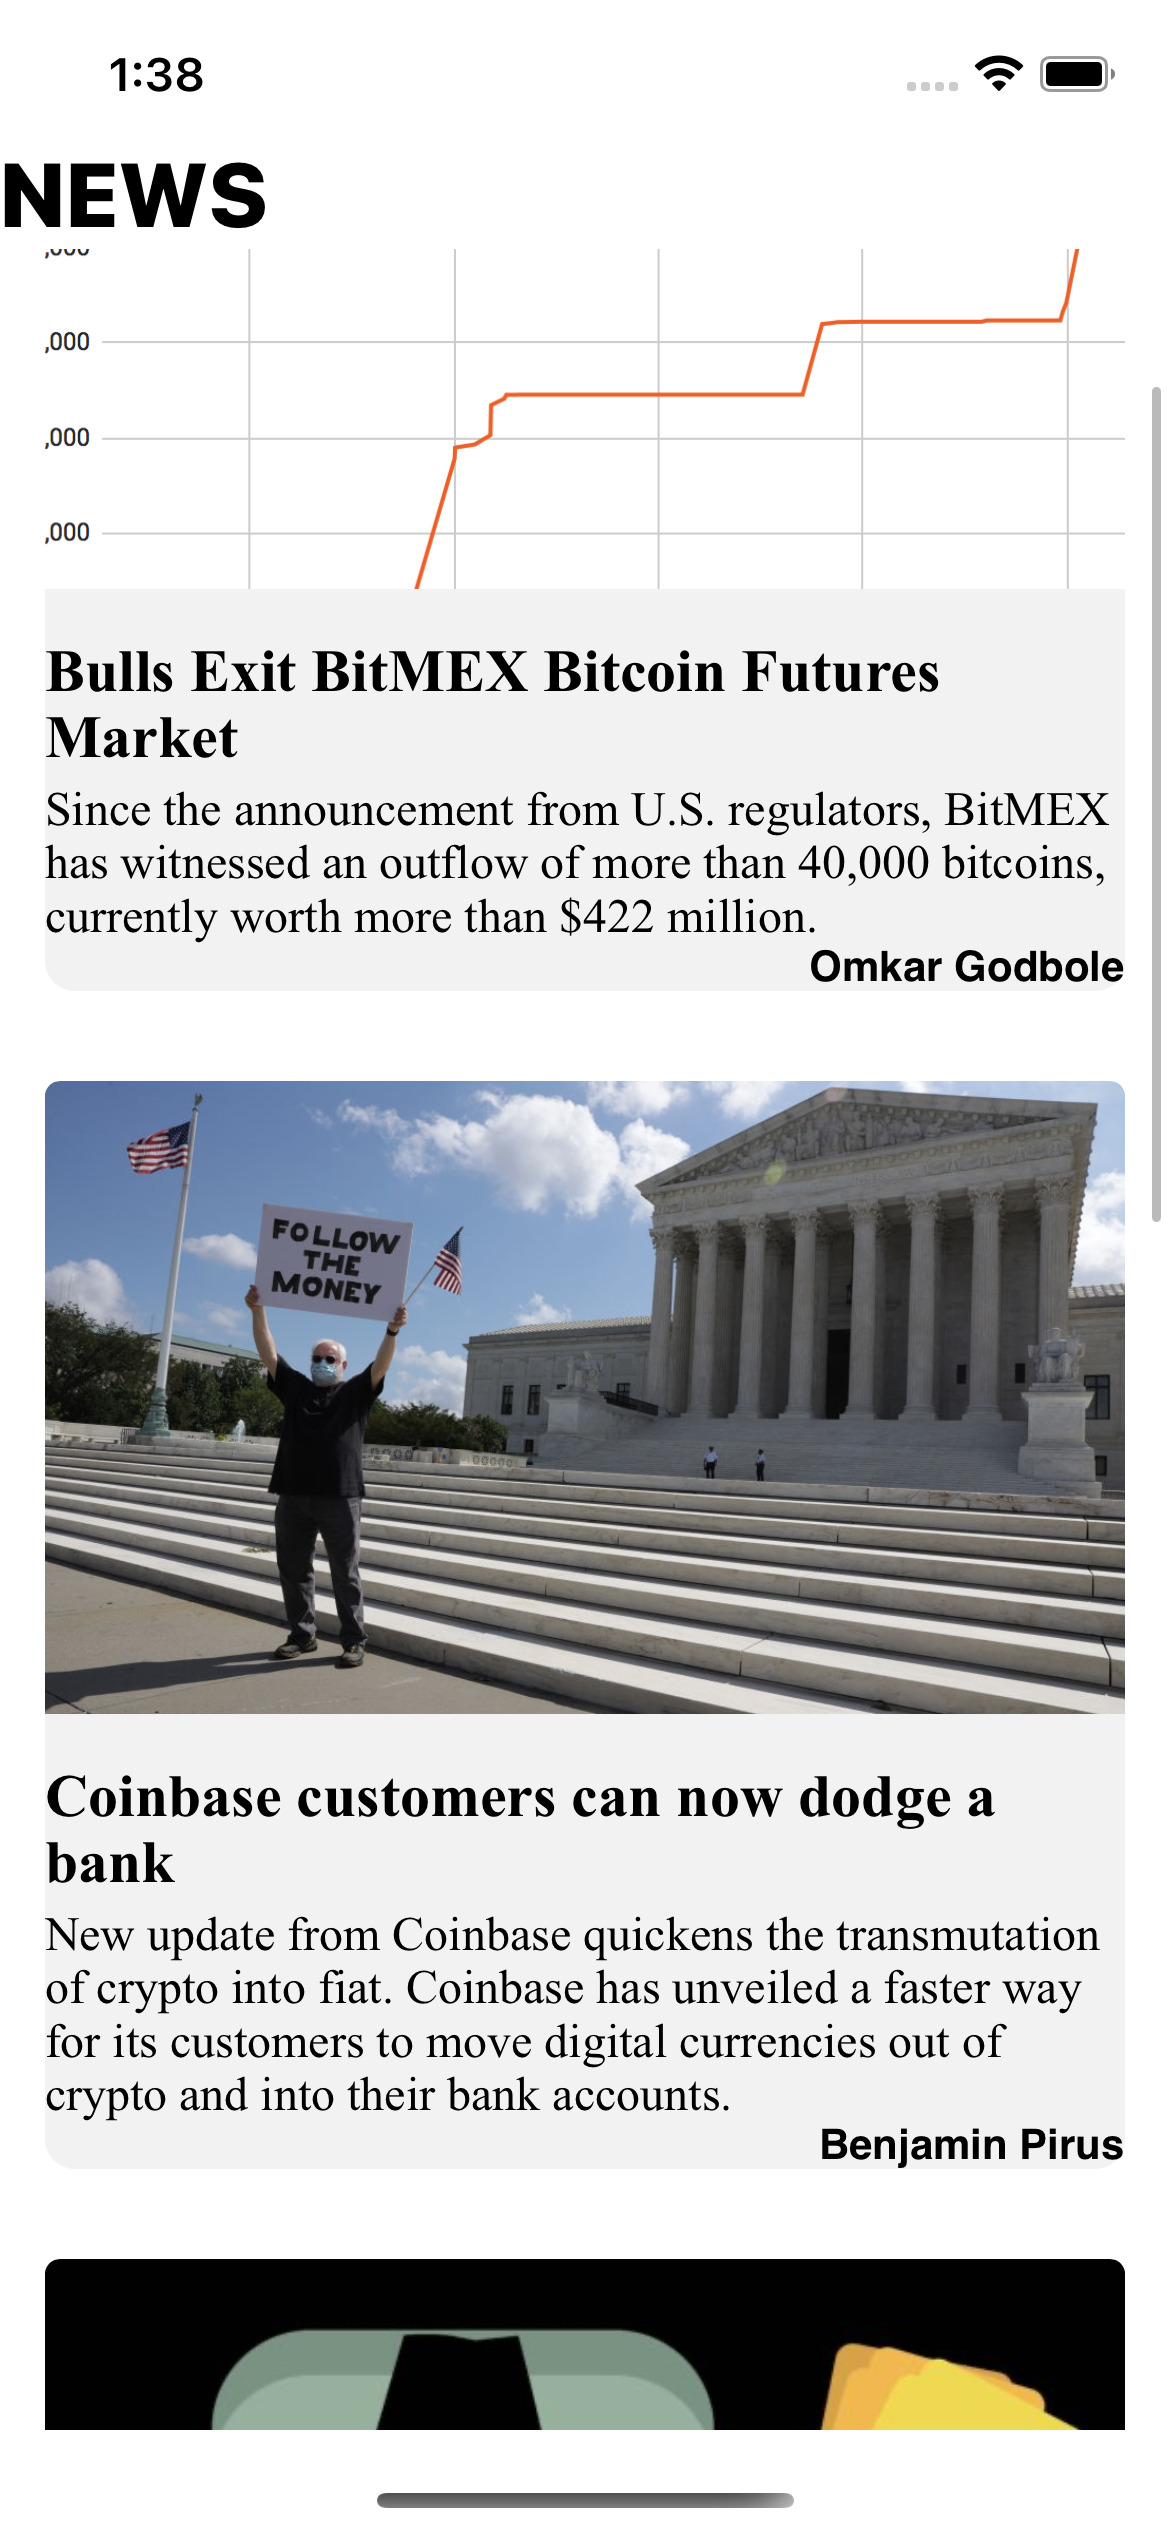 1:38
NEWS
,000
,000
,000
,000
Bulls Exit BitMEX Bitcoin Futures
Market
Since the announcement from U.S. regulators, BitMEX
has witnessed an outflow of more than 40,000 bitcoins,
currently worth more than $422 million.
Omkar Godbole
FOLLOW
THE
MONEY
Coinbase customers can now dodge a
bank
New update from Coinbase quickens the transmutation
of crypto into fiat. Coinbase has unveiled a faster way
for its customers to move digital currencies out of
crypto and into their bank accounts.
Benjamin Pirus